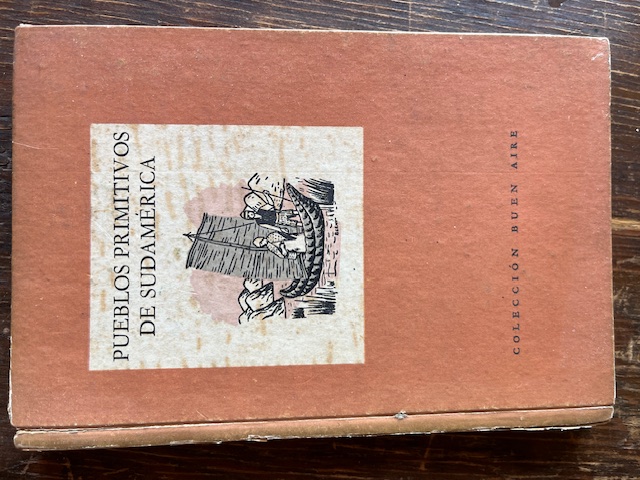 PUEBLOS PRIMITIVOS
DE SUDAMÉRICA
COLECCIÓN BUEN AIRE